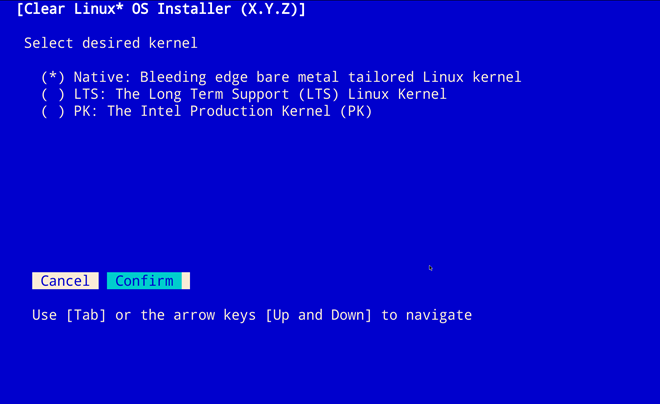 [Clear Linux* OS Installer (X.Y.Z)]
Select desired kernel
(*) Native: Bleeding edge bare metal tailored Linux kernel
( ) LTS: The Long Term Support (LTS) Linux Kernel
( ) PK: The Intel Production Kernel (PK)
Cancel Confirm
Use [Tab] or the arrow keys [Up and Down] to navigate